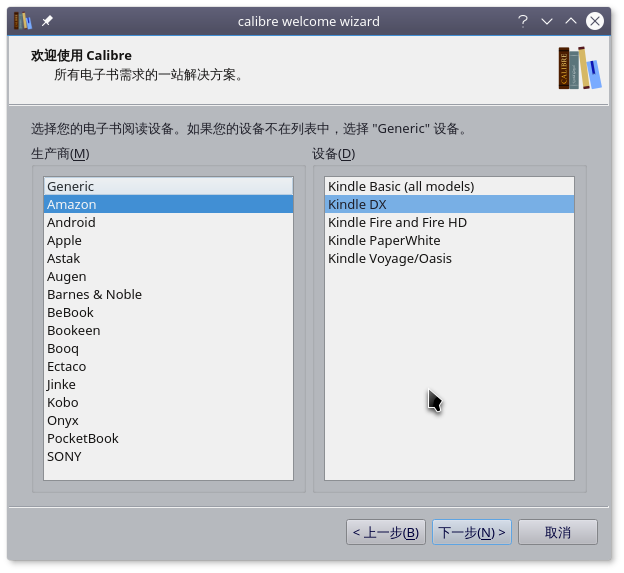 calibre welcome wizard
欢迎使用 Calibre
所有电子书需求的一站解决方案。
CALIBRE
选择您的电子书阅读设备。如果您的设备不在列表中，选择 "Generic" 设备。
生产商(M)
Generic
Amazon
Android
Apple
Astak
Augen
Barnes & Noble
BeBook
Bookeen
Booq
Ectaco
Jinke
Kobo
Onyx
PocketBook
SONY
设备(D)
Kindle Basic (all models)
Kindle DX
Kindle Fire and Fire HD
Kindle PaperWhite
Kindle Voyage/Oasis
< 上一步(B)
下一步(N) >
取消